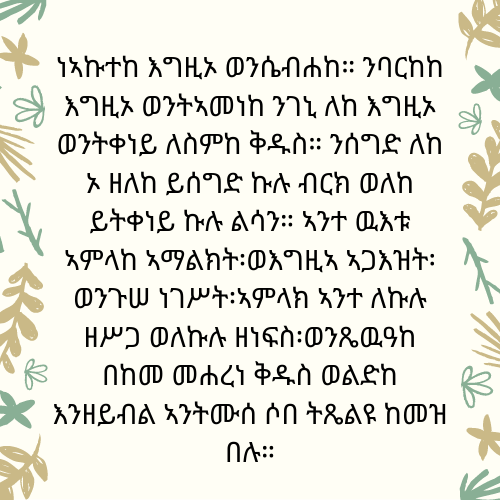 ነኣኩተከ እግዚኦ ወንሴብሐከ። ንባርከከ
እግዚኦ ወንትኣመነከ ንገኒ ለከ እግዚኦ
ወንትቀነይ ለስምከ ቅዱስ። ንሰግድ ለከ
ኦ ዘለከ ይሰግድ ኩሉ ብርክ ወለከ
ይትቀነይ ኩሉ ልሳን። ኣንተ ዉእቱ
ኣምላከ ኣማልክት፡ወእግዚኣ ኣጋእዝት፡
ወንጉሠ ነገሥት፡ኣምላክ ኣንተ ለኩሉ
ዘሥጋ ወለኩሉ ዘነፍስ፡ወንጼዉዓከ
በከመ መሐረነ ቅዱስ ወልድከ
እንዘይብል ኣንትሙሰ ሶበ ትጼልዩ ከመዝ
በሉ።